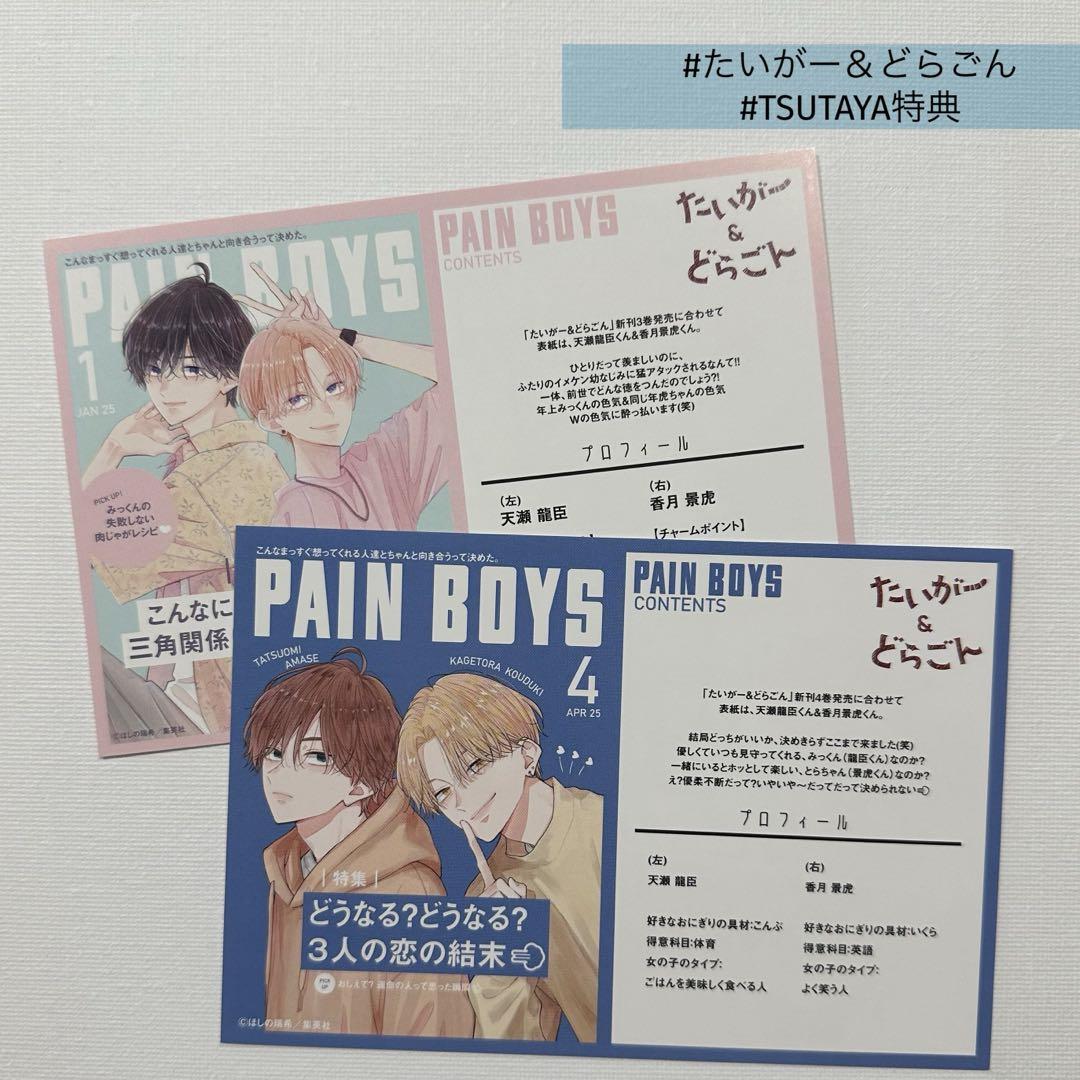 #たいがー＆どらごん
#TSUTAYA特典
こんなまっすぐ想ってくれる人達とちゃんと向き合うって決めた。
PAIN BOYS
1
JAN 25
PICK UP!
みっくんの
失敗しない
肉じゃがレシピ
こんなに
三角関係
©ほしの瑞希／集英社
PAIN BOYS
CONTENTS
たいがー
&
どらごん
「たいがー&どらごん」新刊3巻発売に合わせて
表紙は、天瀬龍臣くん&香月景虎くん。
ひとりだって羨ましいのに、
ふたりのイメケン幼なじみに猛アタックされるなんて!!
一体、前世でどんな徳をつんだのでしょう?!
年上みっくんの色気&同じ年虎ちゃんの色気
Wの色気に酔っ払います(笑)
プロフィール
(左)
天瀬 龍臣
(右)
香月 景虎
【チャームポイント】
こんなまっすぐ想ってくれる人達とちゃんと向き合うって決めた。
PAIN BOYS
TATSUOMI
AMASE
KAGETORA KOUDUKI
4
APR 25
| 特集 |
どうなる?どうなる?
3人の恋の結末
PICK
UP
おしえて? 運命の人って思った瞬間
©ほしの瑞希／集英社
PAIN BOYS
CONTENTS
たいがー
&
どらごん
「たいがー&どらごん」新刊4巻発売に合わせて
表紙は、天瀬龍臣くん&香月景虎くん。
結局どっちがいいか、決めきらずここまで来ました(笑)
優しくていつも見守ってくれる、みっくん（龍臣くん）なのか?
一緒にいるとホッとして楽しい、とらちゃん（景虎くん）なのか?
え?優柔不断だって?いやいや〜だってだって決められない
プロフィール
(左)
天瀬 龍臣
好きなおにぎりの具材:こんぶ
得意科目:体育
女の子のタイプ:
ごはんを美味しく食べる人
(右)
香月 景虎
好きなおにぎりの具材:いくら
得意科目:英語
女の子のタイプ:
よく笑う人